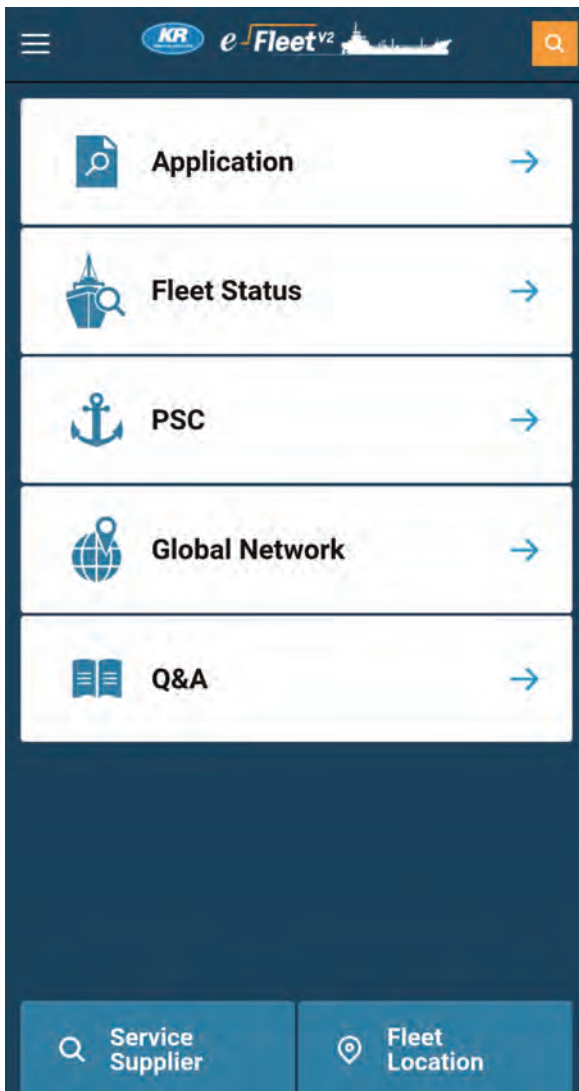 KR
e-Fleet V2
Application
Fleet Status
PSC
Global Network
Q&A
Service
Supplier
Fleet
Location